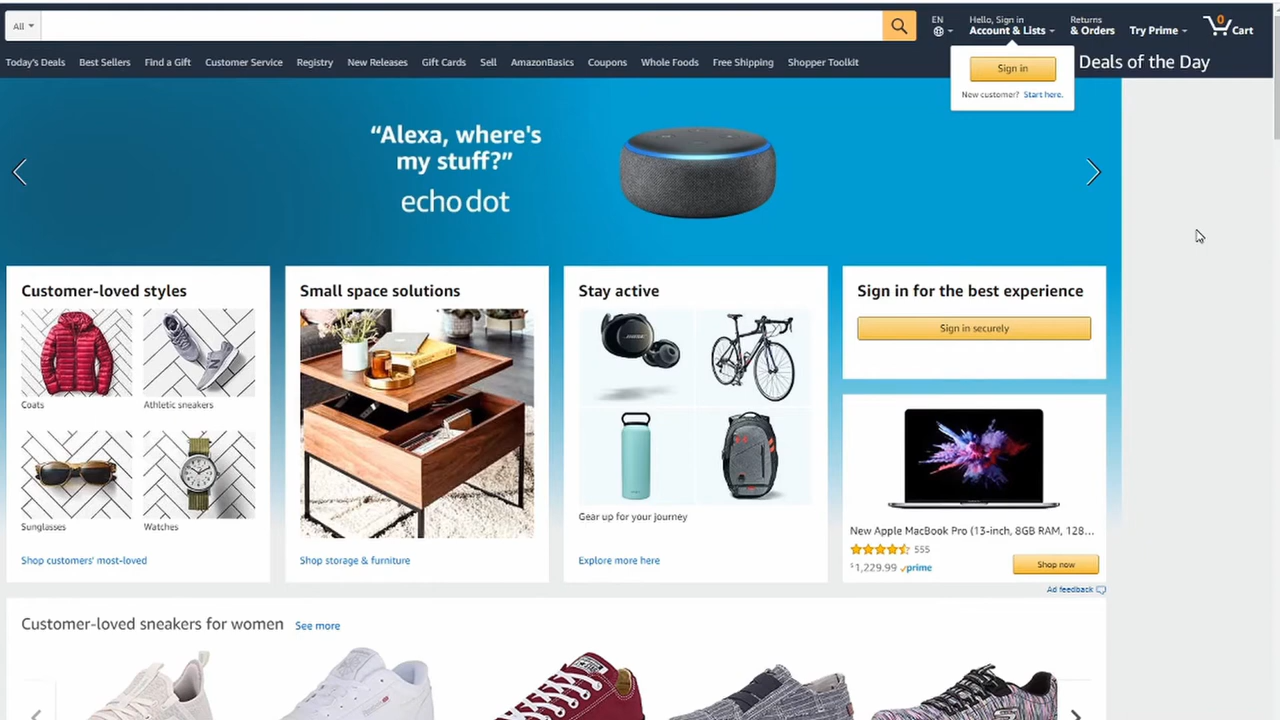 All
EN
Hello, Sign in
Account & Lists
Returns
& Orders
Try Prime
0
Cart
Today's Deals Best Sellers Find a Gift Customer Service Registry New Releases Gift Cards Sell AmazonBasics Coupons Whole Foods Free Shipping Shopper Toolkit
Deals of the Day
Sign in
New customer? Start here.
“Alexa, where's
my stuff?”
echo dot
Customer-loved styles
Coats
Athletic sneakers
Sunglasses
Watches
Shop customers' most-loved
Small space solutions
Shop storage & furniture
Stay active
BOSE
Gear up for your journey
Explore more here
Sign in for the best experience
Sign in securely
New Apple MacBook Pro (13-inch, 8GB RAM, 128...
555
$1,229.99 prime
Shop now
Ad feedback
Customer-loved sneakers for women See more